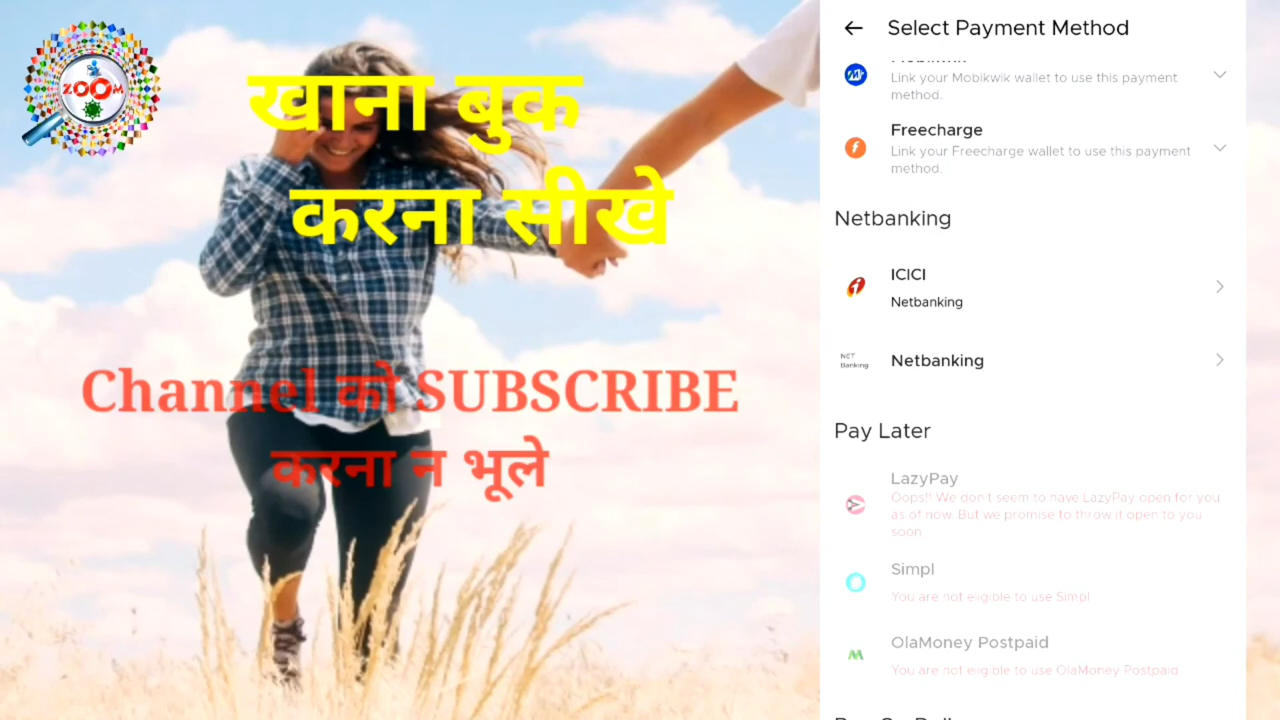 ZOOM
खाना बुक
करना सीखे
Channel को SUBSCRIBE
करना न भूले
Select Payment Method
Link your Mobikwik wallet to use this payment
method.
Freecharge
Link your Freecharge wallet to use this payment
method.
Netbanking
ICICI
Netbanking
NET
Banking
Netbanking
Pay Later
LazyPay
Oops!! We don't seem to have LazyPay open for you
as of now. But we promise to throw it open to you
soon
Simpl
You are not eligible to use Simpl
OlaMoney Postpaid
You are not eligible to use OlaMoney Postpaid